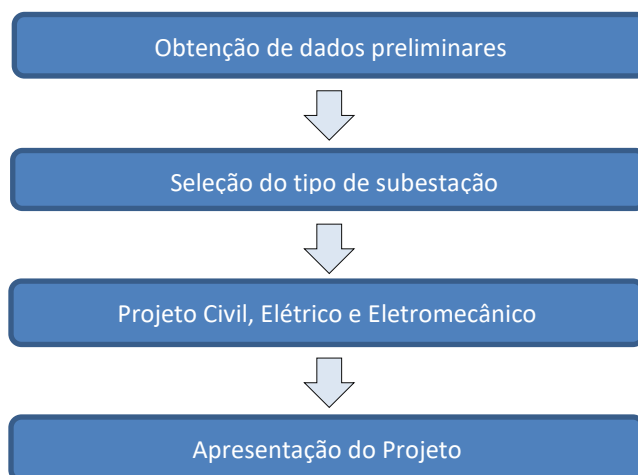 Obtenção de dados preliminares
Seleção do tipo de subestação
Projeto Civil, Elétrico e Eletromecânico
Apresentação do Projeto